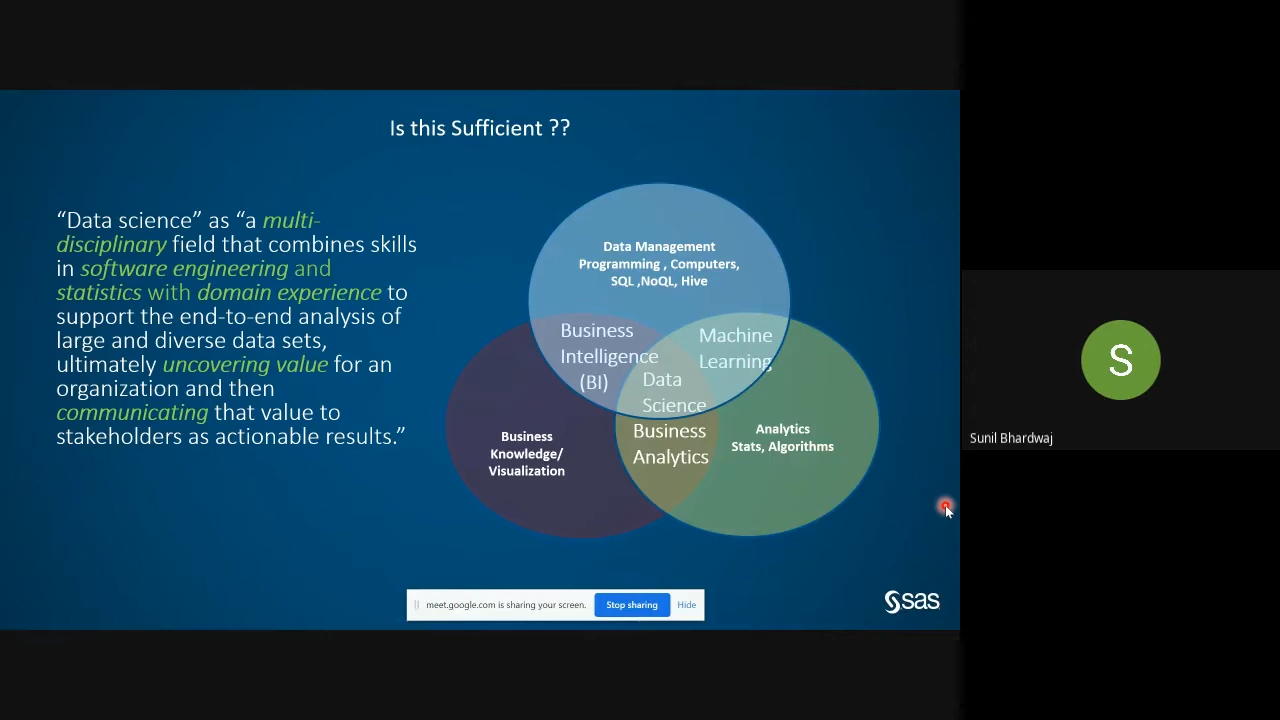 Is this Sufficient ??
“Data science” as “a multi-
disciplinary field that combines skills
in software engineering and
statistics with domain experience to
support the end-to-end analysis of
large and diverse data sets,
ultimately uncovering value for an
organization and then
communicating that value to
stakeholders as actionable results.”
Data Management
Programming , Computers,
SQL ,NoQL, Hive
Business
Intelligence
(BI)
Machine
Learning
Data
Science
Business
Analytics
Business
Knowledge/
Visualization
Analytics
Stats, Algorithms
meet.google.com is sharing your screen.
Stop sharing
Hide
sas
S
Sunil Bhardwaj